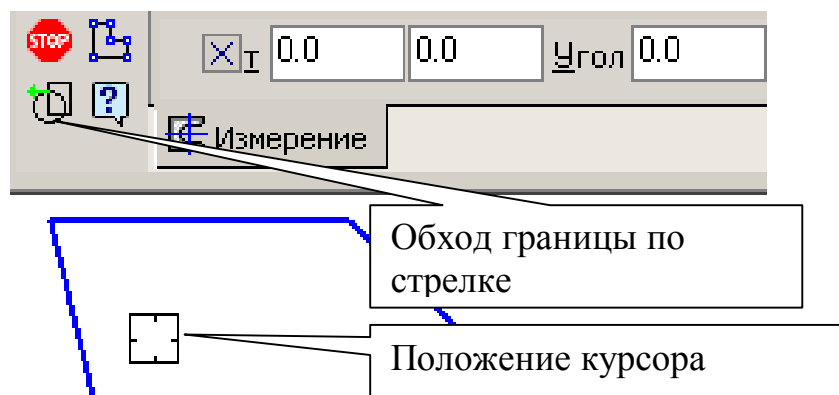 STOP
т 0.0 0.0 Угол 0.0
?
Измерение
Обход границы по
стрелке
Положение курсора